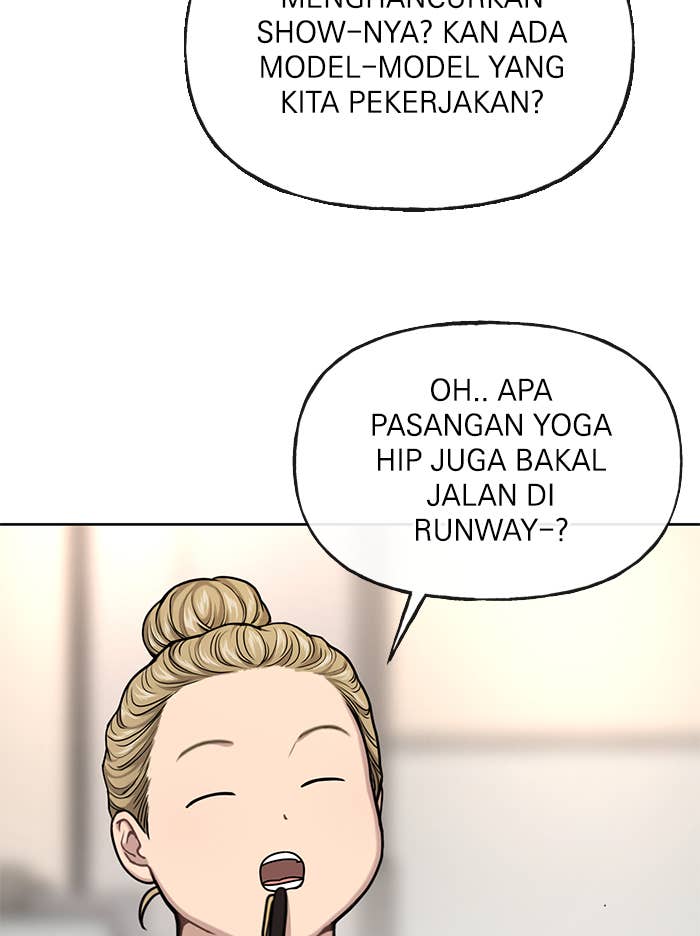 MENGHANCURKAN
SHOW-NYA? KAN ADA
MODEL-MODEL YANG
KITA PEKERJAKAN?
OH.. APA
PASANGAN YOGA
HIP JUGA BAKAL
JALAN DI
RUNWAY-?